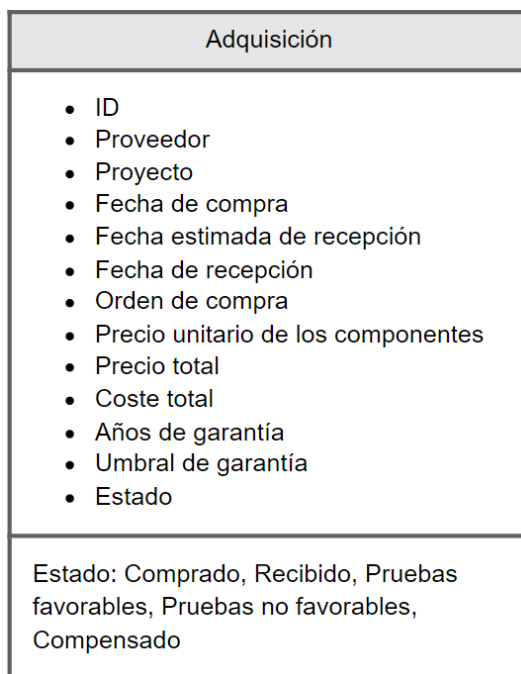 Adquisición
• ID
• Proveedor
• Proyecto
• Fecha de compra
• Fecha estimada de recepción
• Fecha de recepción
• Orden de compra
• Precio unitario de los componentes
• Precio total
• Coste total
• Años de garantía
• Umbral de garantía
• Estado
Estado: Comprado, Recibido, Pruebas
favorables, Pruebas no favorables,
Compensado